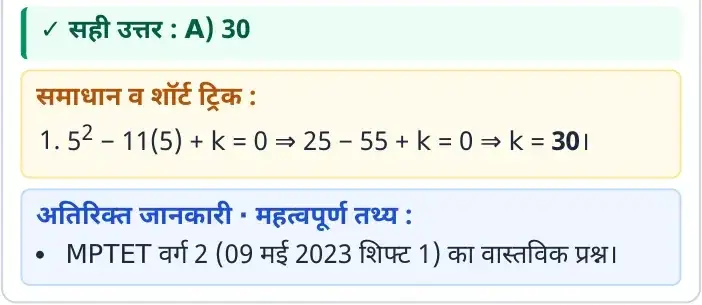 ✓ सही उत्तर : A) 30
समाधान व शॉर्ट ट्रिक :
1. 5² − 11(5) + k = 0 ⇒ 25 − 55 + k = 0 ⇒ k = 30।
अतिरिक्त जानकारी · महत्वपूर्ण तथ्य :
• MPTET वर्ग 2 (09 मई 2023 शिफ्ट 1) का वास्तविक प्रश्न।